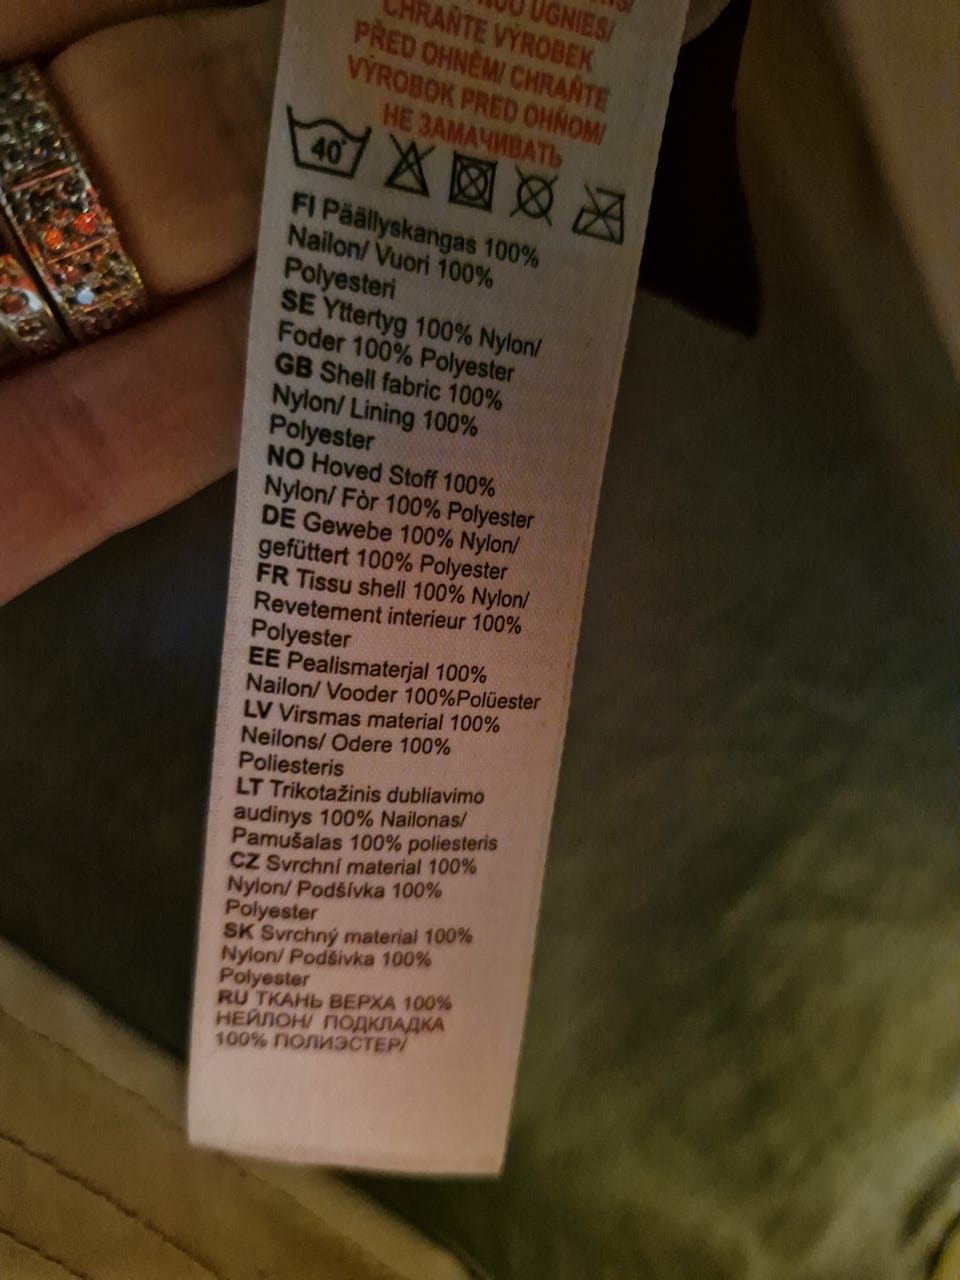 UGNIES/
CHRAŇTE VÝROBEK
PŘED OHNĚM/ CHRAŇTE
VÝROBOK PRED OHŇOM/
НЕ ЗАМАЧИВАТЬ
40°
FI Päällyskangas 100%
Nailon/ Vuori 100%
Polyesteri
SE Yttertyg 100% Nylon/
Foder 100% Polyester
GB Shell fabric 100%
Nylon/ Lining 100%
Polyester
NO Hoved Stoff 100%
Nylon/ Fòr 100% Polyester
DE Gewebe 100% Nylon/
gefüttert 100% Polyester
FR Tissu shell 100% Nylon/
Revetement interieur 100%
Polyester
EE Pealismaterjal 100%
Nailon/ Vooder 100%Polüester
LV Virsmas material 100%
Neilons/ Odere 100%
Poliesteris
LT Trikotažinis dubliavimo
audinys 100% Nailonas/
Pamušalas 100% poliesteris
CZ Svrchní material 100%
Nylon/ Podšívka 100%
Polyester
SK Svrchný material 100%
Nylon/ Podšivka 100%
Polyester
RU ТКАНЬ ВЕРХА 100%
НЕЙЛОН/ ПОДКЛАДКА
100% ПОЛИЭСТЕР/